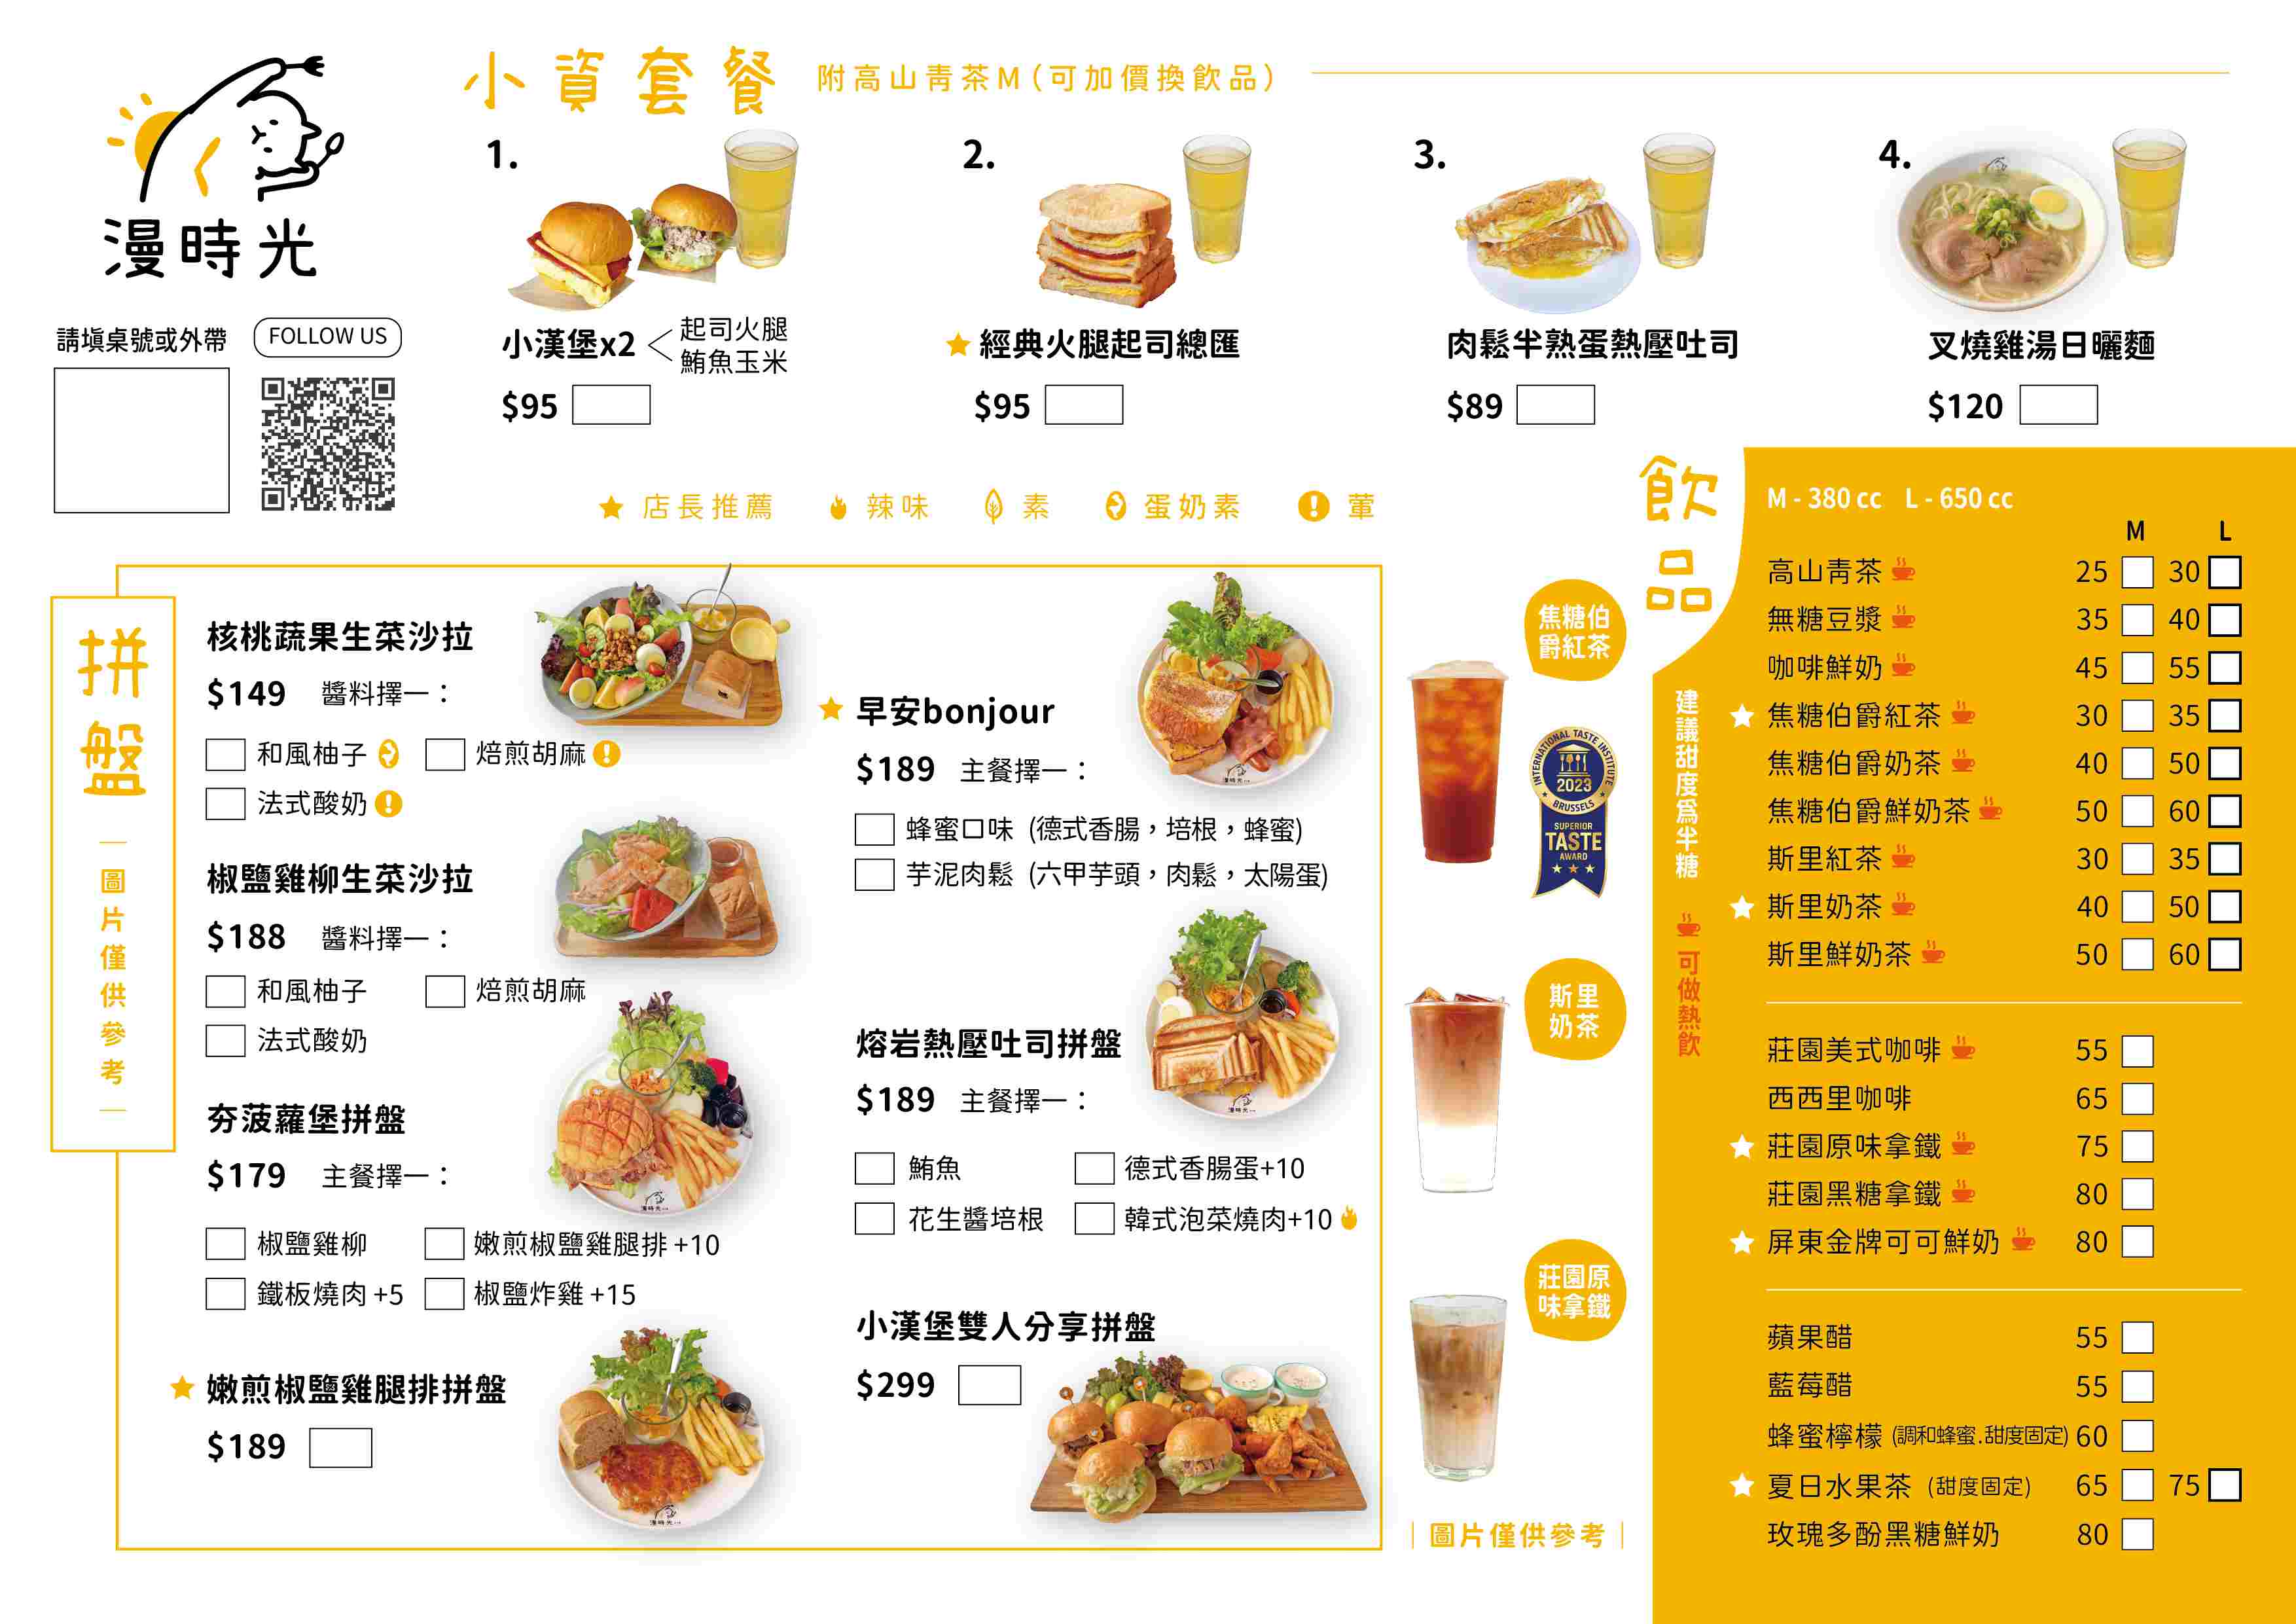 漫時光
請填桌號或外帶
FOLLOW US
小資套餐 附高山青茶M(可加價換飲品)
1.
小漢堡x2
起司火腿
鮪魚玉米
$95
2.
經典火腿起司總匯
$95
3.
肉鬆半熟蛋熱壓吐司
$89
4.
叉燒雞湯日曬麵
$120
店長推薦 辣味 素 蛋奶素 葷
拼盤
圖片僅供參考
核桃蔬果生菜沙拉
$149 醬料擇一：
和風柚子 焙煎胡麻
法式酸奶
椒鹽雞柳生菜沙拉
$188 醬料擇一：
和風柚子 焙煎胡麻
法式酸奶
夯菠蘿堡拼盤
$179 主餐擇一：
椒鹽雞柳 嫩煎椒鹽雞腿排+10
鐵板燒肉+5 椒鹽炸雞+15
嫩煎椒鹽雞腿排拼盤
$189
早安bonjour
$189 主餐擇一：
蜂蜜口味 (德式香腸，培根，蜂蜜)
芋泥肉鬆 (六甲芋頭，肉鬆，太陽蛋)
熔岩熱壓吐司拼盤
$189 主餐擇一：
鮪魚 德式香腸蛋+10
花生醬培根 韓式泡菜燒肉+10
小漢堡雙人分享拼盤
$299
焦糖伯
爵紅茶
INTERNATIONAL TASTE INSTITUTE
2023
BRUSSELS
SUPERIOR
TASTE
AWARD
斯里
奶茶
莊園原
味拿鐵
圖片僅供參考
飲品
建議甜度為半糖
可做熱飲
M - 380 cc L - 650 cc
M L
高山青茶 25 30
無糖豆漿 35 40
咖啡鮮奶 45 55
焦糖伯爵紅茶 30 35
焦糖伯爵奶茶 40 50
焦糖伯爵鮮奶茶 50 60
斯里紅茶 30 35
斯里奶茶 40 50
斯里鮮奶茶 50 60
莊園美式咖啡 55
西西里咖啡 65
莊園原味拿鐵 75
莊園黑糖拿鐵 80
屏東金牌可可鮮奶 80
蘋果醋 55
藍莓醋 55
蜂蜜檸檬 (調和蜂蜜.甜度固定) 60
夏日水果茶 (甜度固定) 65 75
玫瑰多酚黑糖鮮奶 80